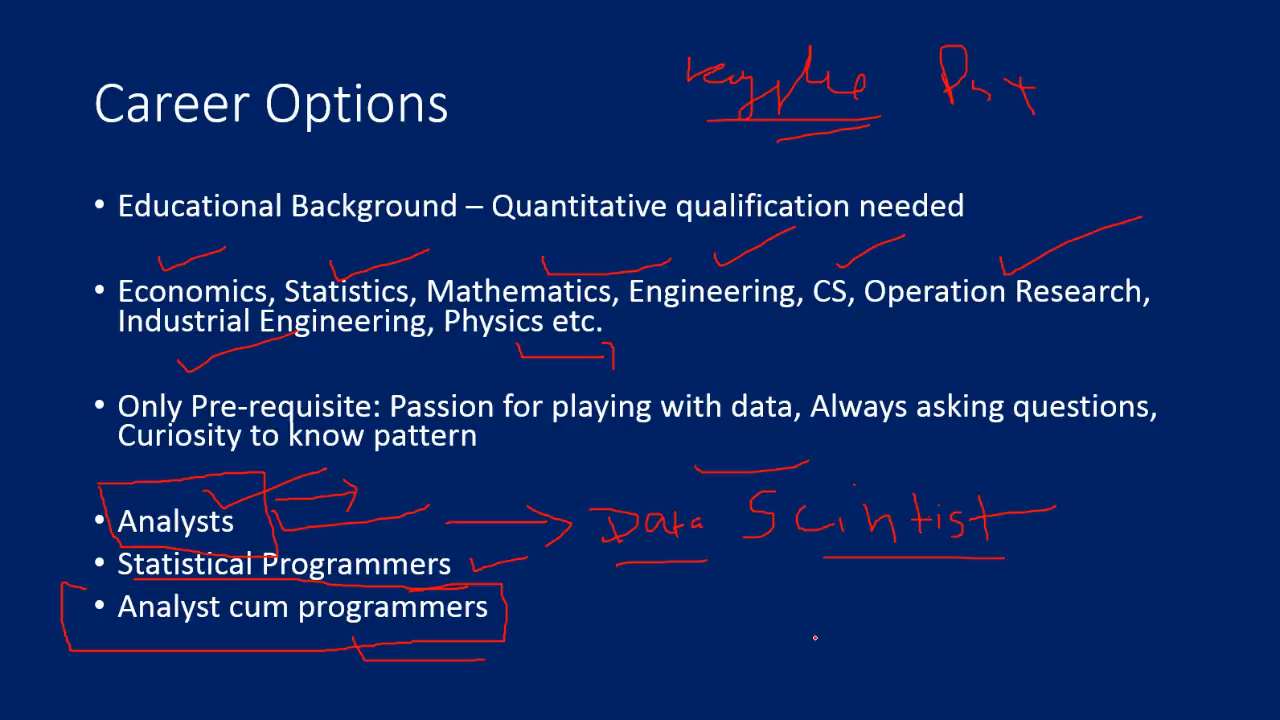 Career Options
• Educational Background – Quantitative qualification needed
• Economics, Statistics, Mathematics, Engineering, CS, Operation Research,
Industrial Engineering, Physics etc.
• Only Pre-requisite: Passion for playing with data, Always asking questions,
Curiosity to know pattern
• Analysts
Data Scintist
• Statistical Programmers
• Analyst cum programmers